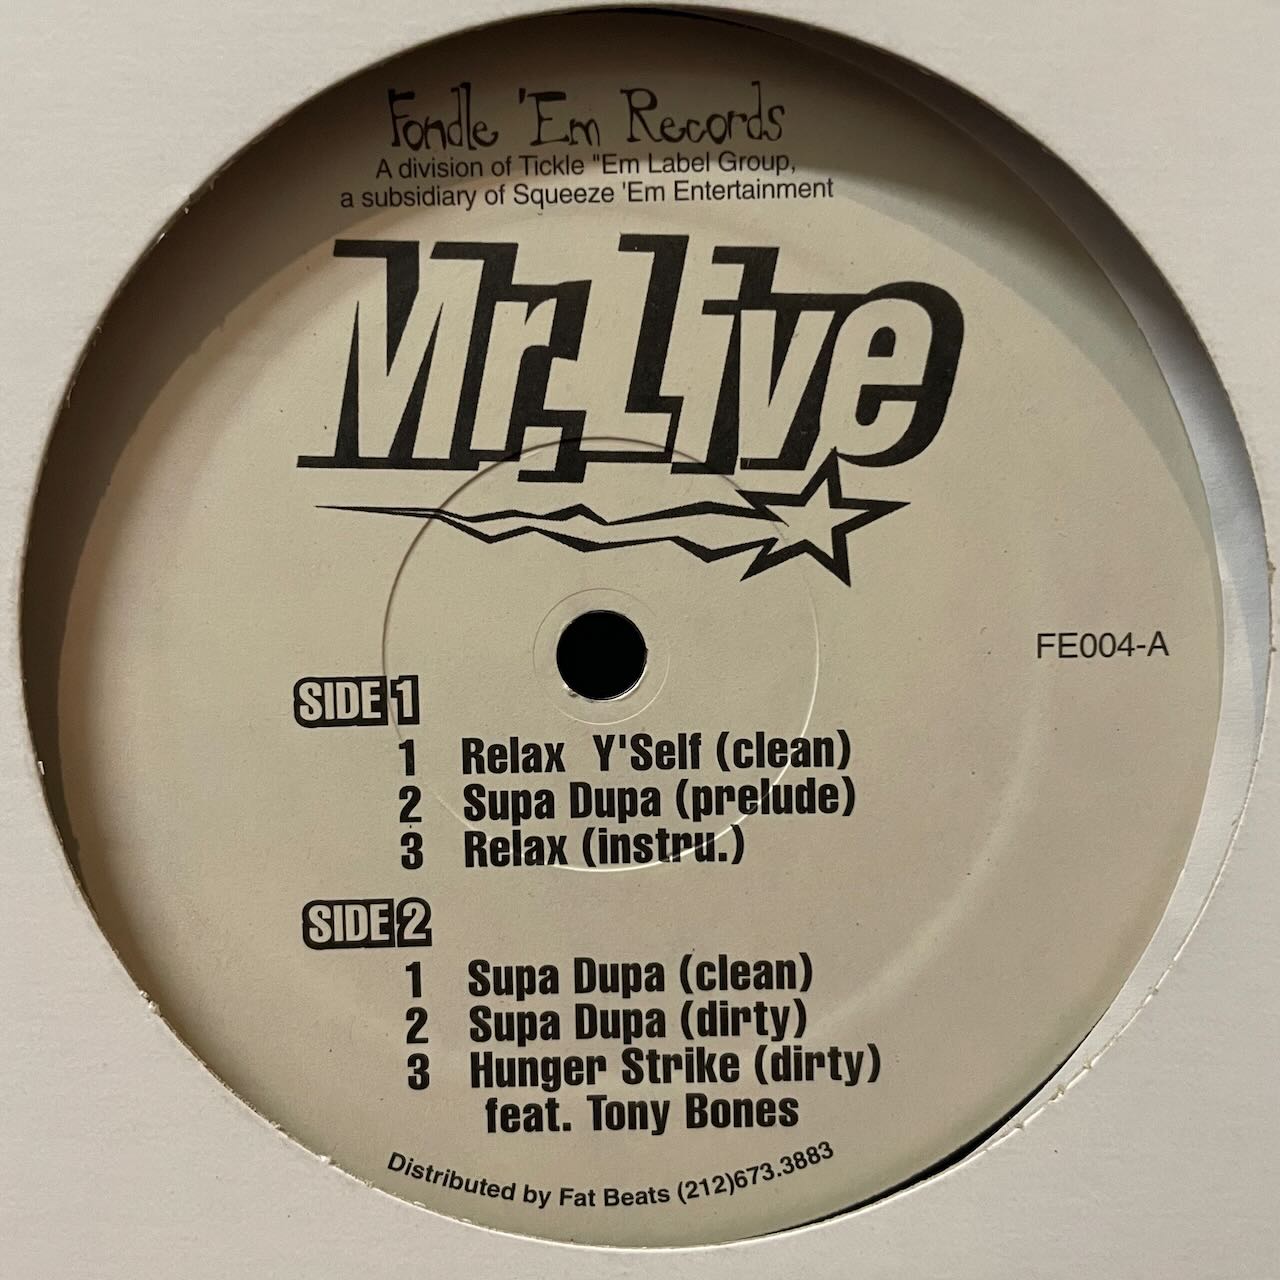 Fondle 'Em Records
A division of Tickle "Em Label Group,
a subsidiary of Squeeze 'Em Entertainment
Mr. Live
FE004-A
SIDE 1
1 Relax Y'Self (clean)
2 Supa Dupa (prelude)
3 Relax (instru.)
SIDE 2
1 Supa Dupa (clean)
2 Supa Dupa (dirty)
3 Hunger Strike (dirty)
feat. Tony Bones
Distributed by Fat Beats (212)673.3883